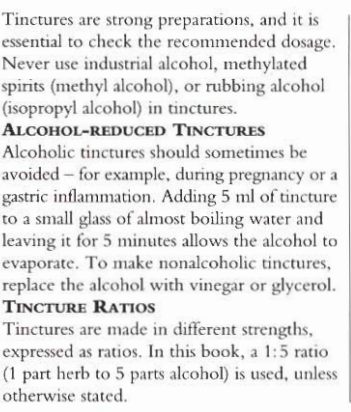 Tinctures are strong preparations, and it is
essential to check the recommended dosage.
Never use industrial alcohol, methylated
spirits (methyl alcohol), or rubbing alcohol
(isopropyl alcohol) in tinctures.
ALCOHOL-REDUCED TINCTURES
Alcoholic tinctures should sometimes be
avoided – for example, during pregnancy or a
gastric inflammation. Adding 5 ml of tincture
to a small glass of almost boiling water and
leaving it for 5 minutes allows the alcohol to
evaporate. To make nonalcoholic tinctures,
replace the alcohol with vinegar or glycerol.
TINCTURE RATIOS
Tinctures are made in different strengths,
expressed as ratios. In this book, a 1:5 ratio
(1 part herb to 5 parts alcohol) is used, unless
otherwise stated.